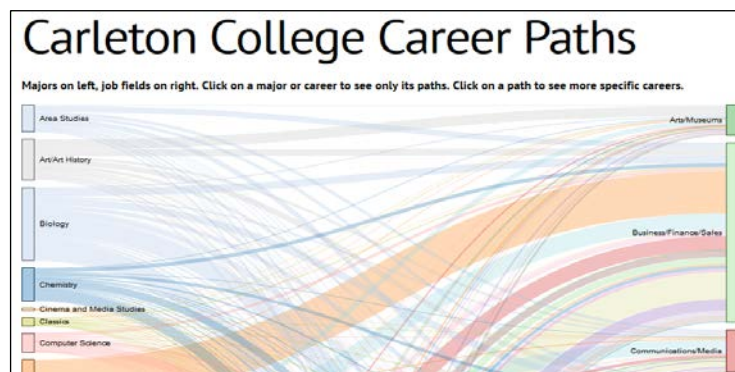 Carleton College Career Paths
Majors on left, job fields on right. Click on a major or career to see only its paths. Click on a path to see more specific careers.
Area Studies
Arts/Museums
Art/Art History
Biology
Business/Finance/Sales
Chemistry
Cinema and Media Studies
Classics
Computer Science
Communications/Media